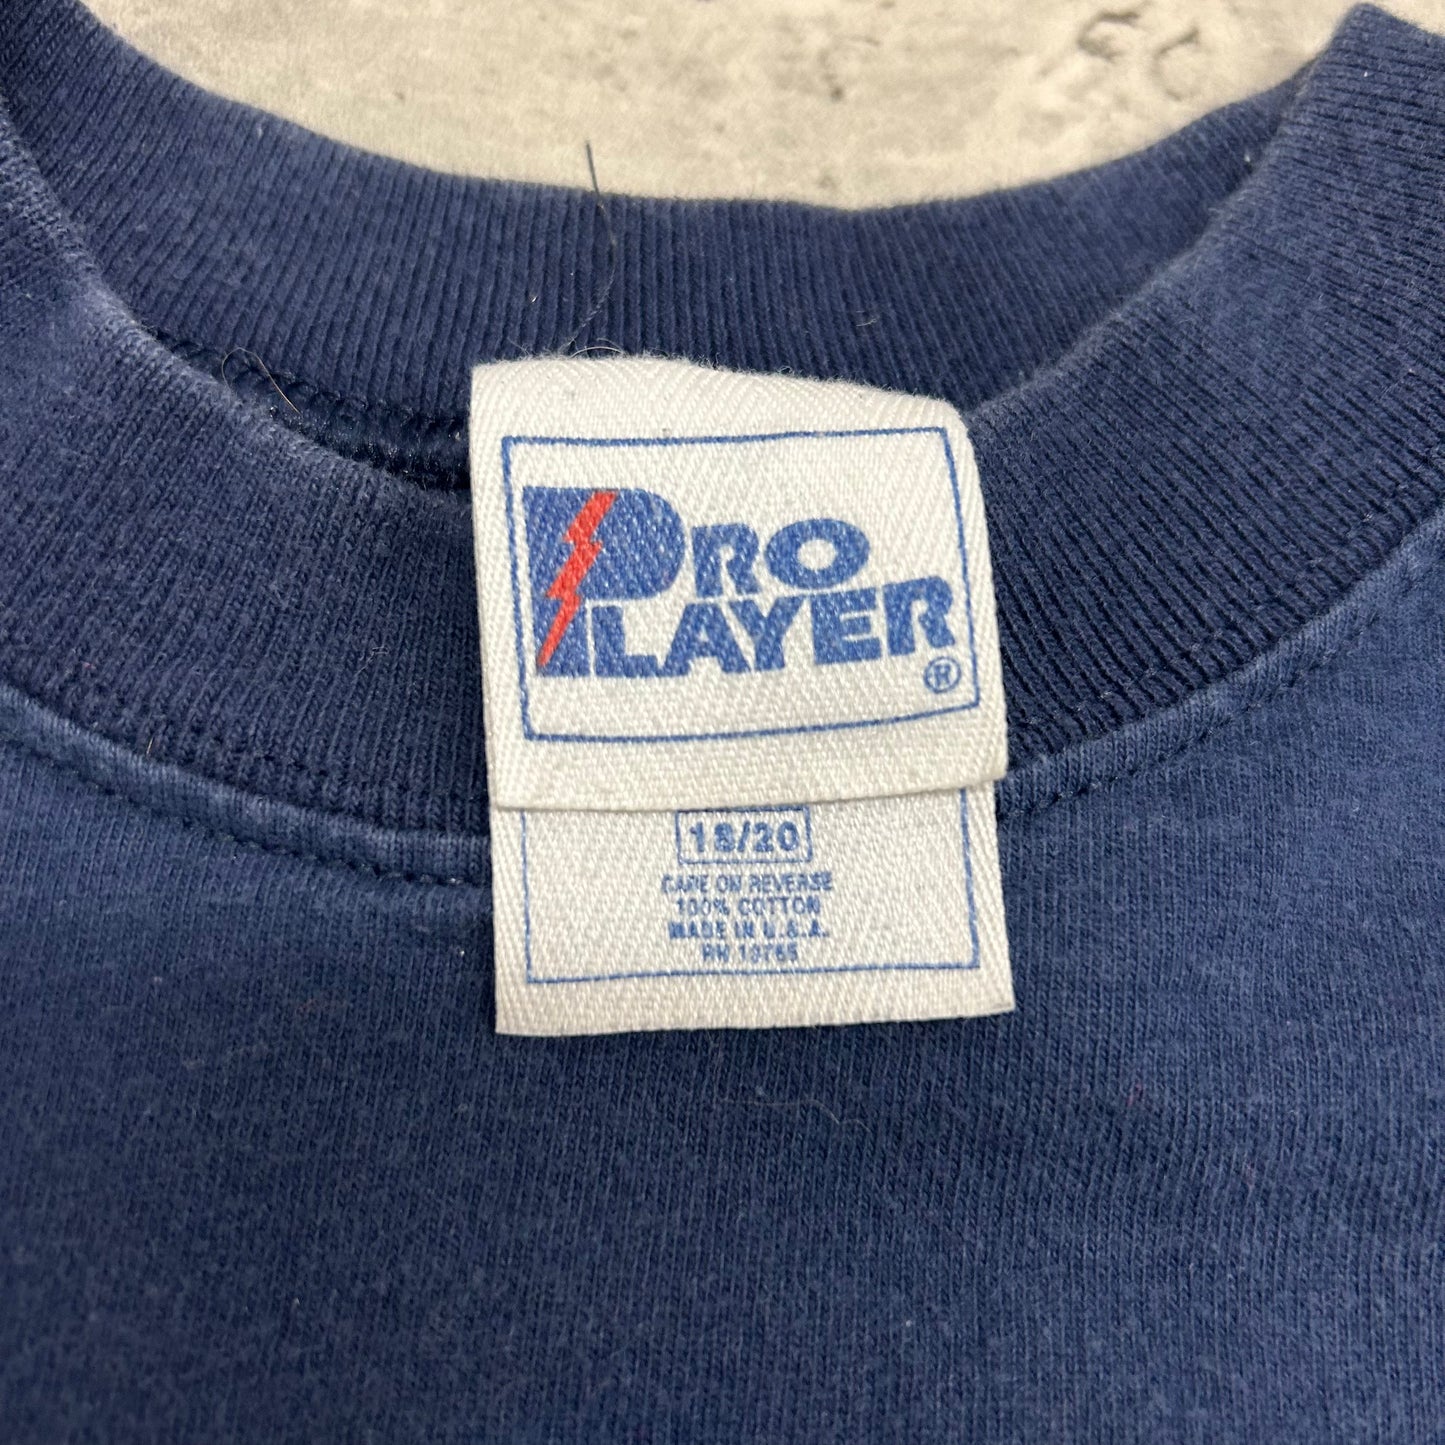 PRO
PLAYER
®
18/20
CARE ON REVERSE
100% COTTON
MADE IN U.S.A.
RN 18765